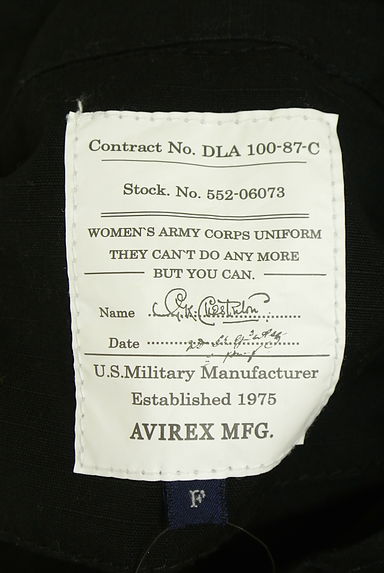 Contract No. DLA 100-87-C
Stock. No. 552-06073
WOMEN`S ARMY CORPS UNIFORM
THEY CAN`T DO ANY MORE
BUT YOU CAN.
Name
Date
U.S.Military Manufacturer
Established 1975
AVIREX MFG.
F